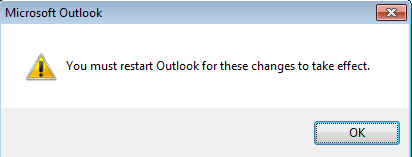 Microsoft Outlook
You must restart Outlook for these changes to take effect.
OK